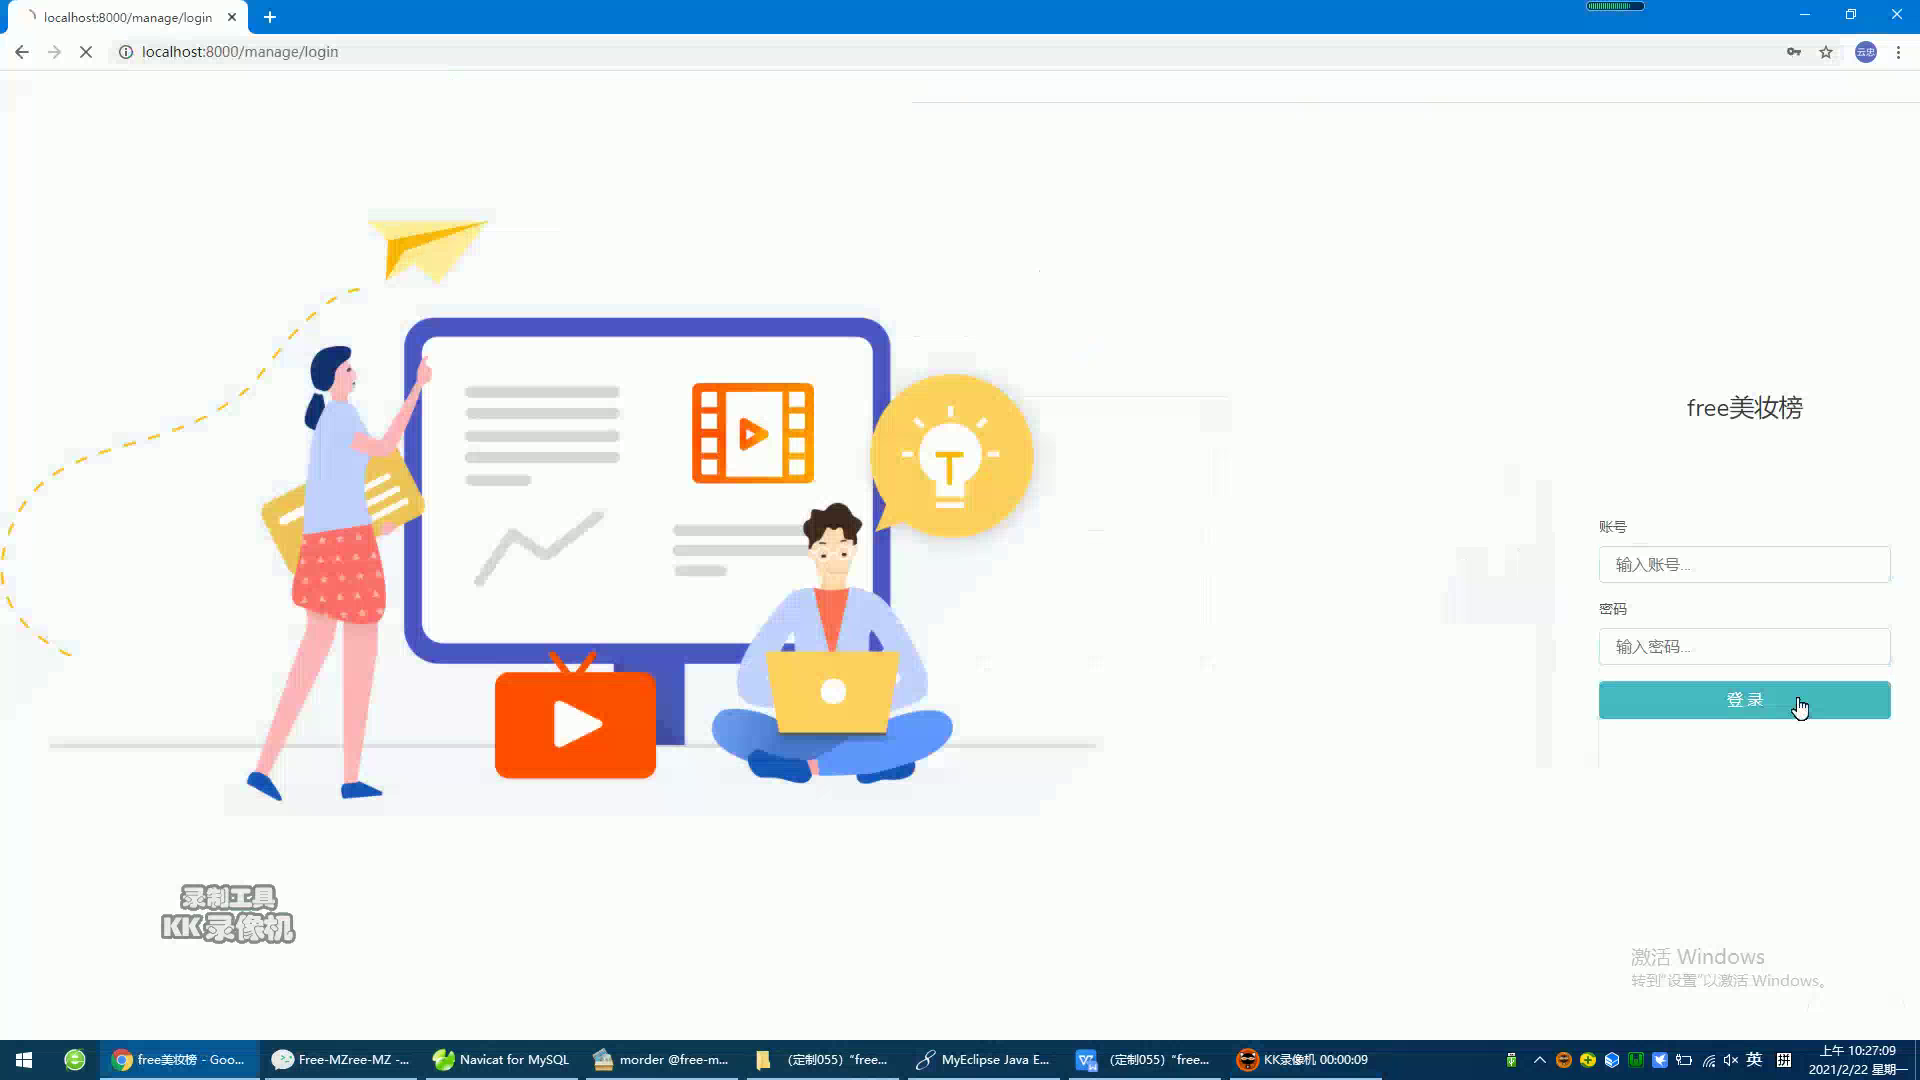 localhost:8000/manage/login
localhost:8000/manage/login
云忠
T
free美妆榜
账号
输入账号...
密码
输入密码...
登 录
录制工具
KK录像机
激活 Windows
转到"设置"以激活 Windows。
free美妆榜 - Goo...
Free-MZree-MZ -...
Navicat for MySQL
morder @free-m...
(定制055)“free...
MyEclipse Java E...
(定制055)“free...
KK录像机 00:00:09
英
拼
上午 10:27:09
2021/2/22 星期一